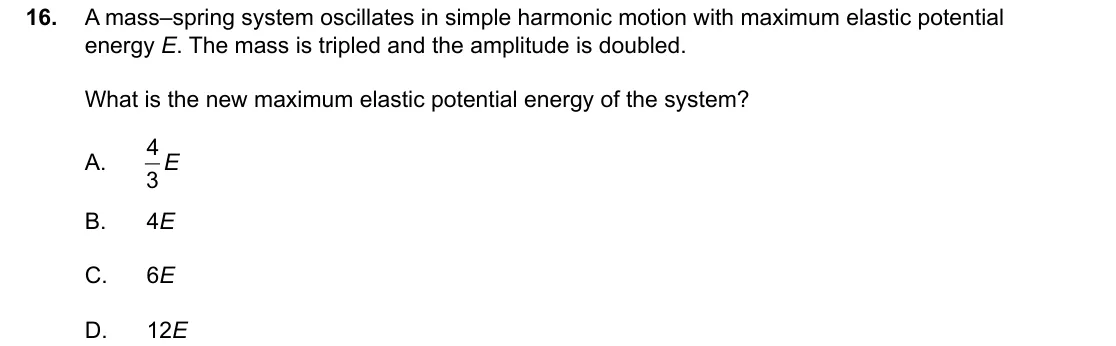 16. A mass–spring system oscillates in simple harmonic motion with maximum elastic potential
energy E. The mass is tripled and the amplitude is doubled.
What is the new maximum elastic potential energy of the system?
A. 4/3 E
B. 4E
C. 6E
D. 12E